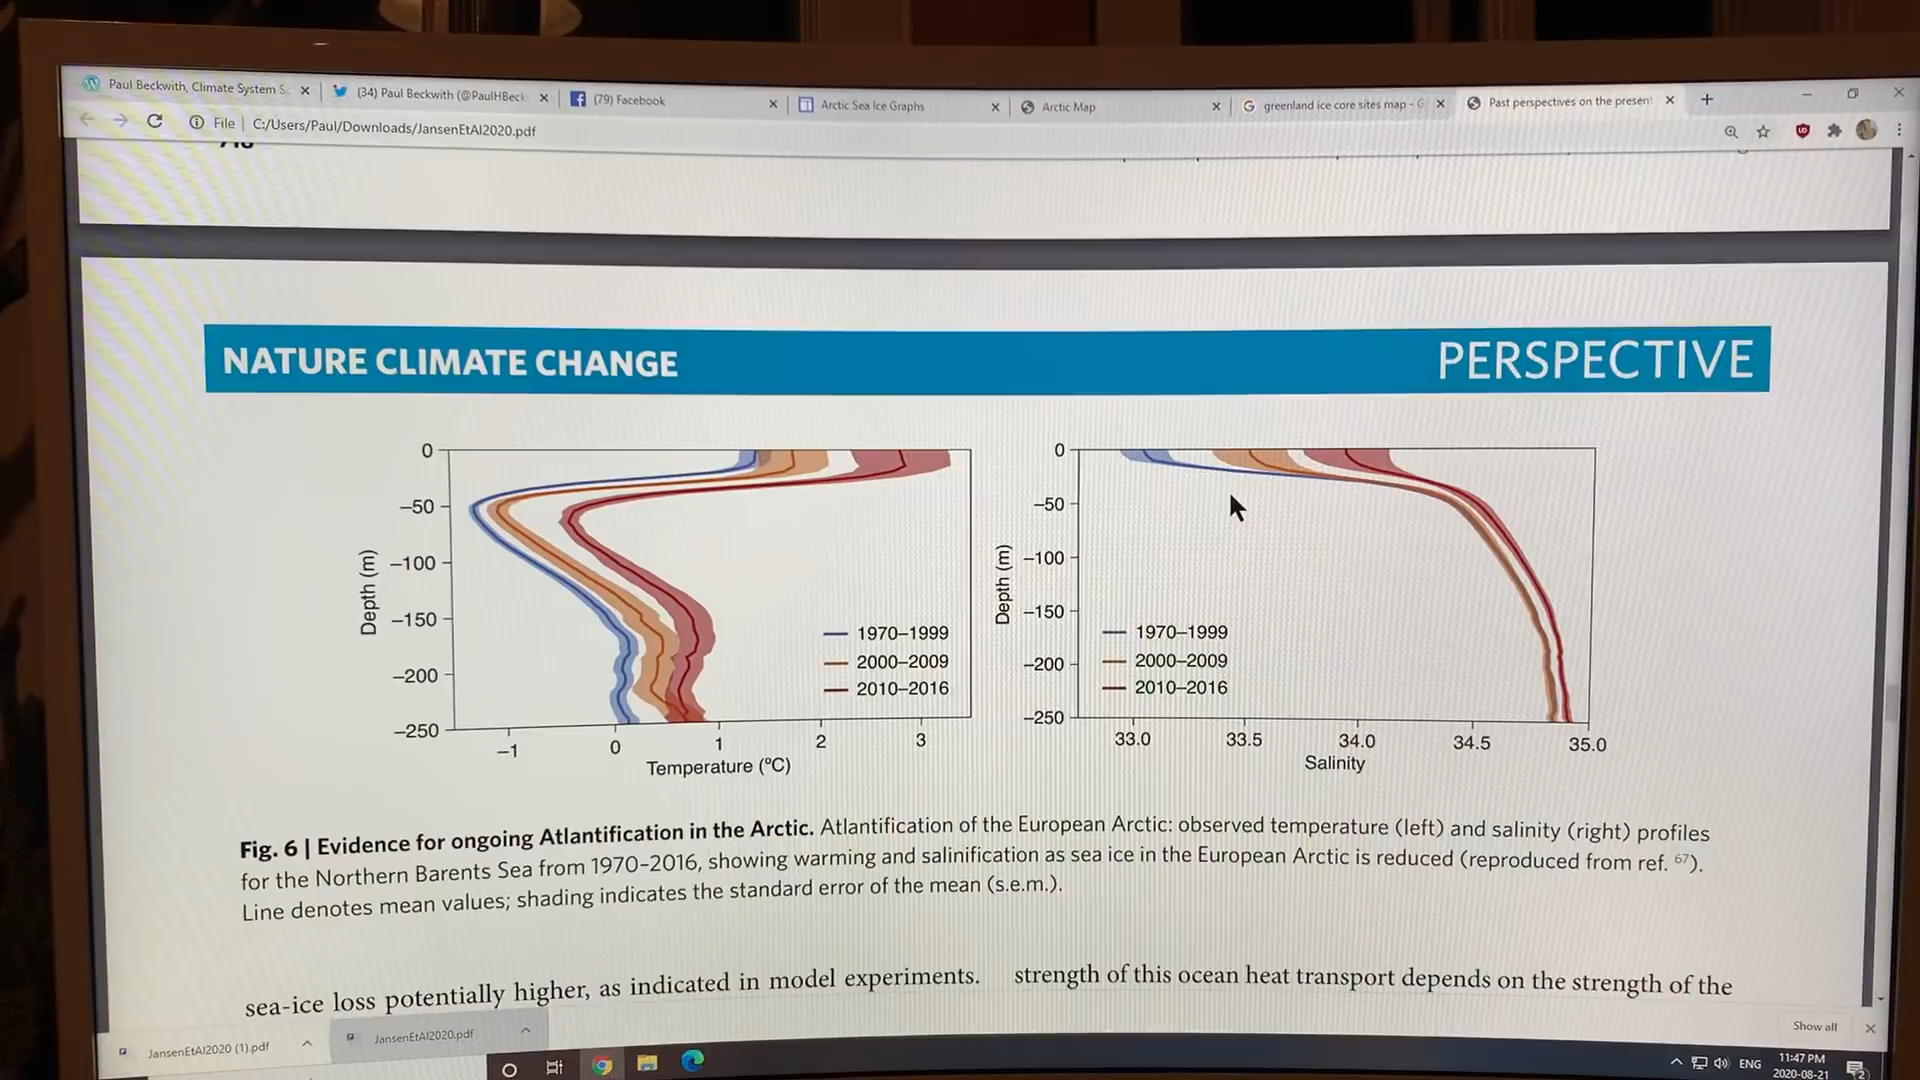 Paul Beckwith, Climate System S
(34) Paul Beckwith (@PaulHBeck
(79) Facebook
Arctic Sea Ice Graphs
Arctic Map
greenland ice core sites map - G
Past perspectives on the present
File | C:/Users/Paul/Downloads/JansenEtAl2020.pdf
NATURE CLIMATE CHANGE
PERSPECTIVE
0
–50
–100
–150
–200
–250
Depth (m)
1970–1999
2000–2009
2010–2016
–1
0
1
2
3
Temperature (ºC)
0
–50
–100
–150
–200
–250
Depth (m)
1970–1999
2000–2009
2010–2016
33.0
33.5
34.0
34.5
35.0
Salinity
Fig. 6 | Evidence for ongoing Atlantification in the Arctic. Atlantification of the European Arctic: observed temperature (left) and salinity (right) profiles
for the Northern Barents Sea from 1970–2016, showing warming and salinification as sea ice in the European Arctic is reduced (reproduced from ref. 67).
Line denotes mean values; shading indicates the standard error of the mean (s.e.m.).
sea-ice loss potentially higher, as indicated in model experiments.
strength of this ocean heat transport depends on the strength of the
JansenEtAl2020 (1).pdf
JansenEtAl2020.pdf
Show all
ENG
11:47 PM
2020-08-21